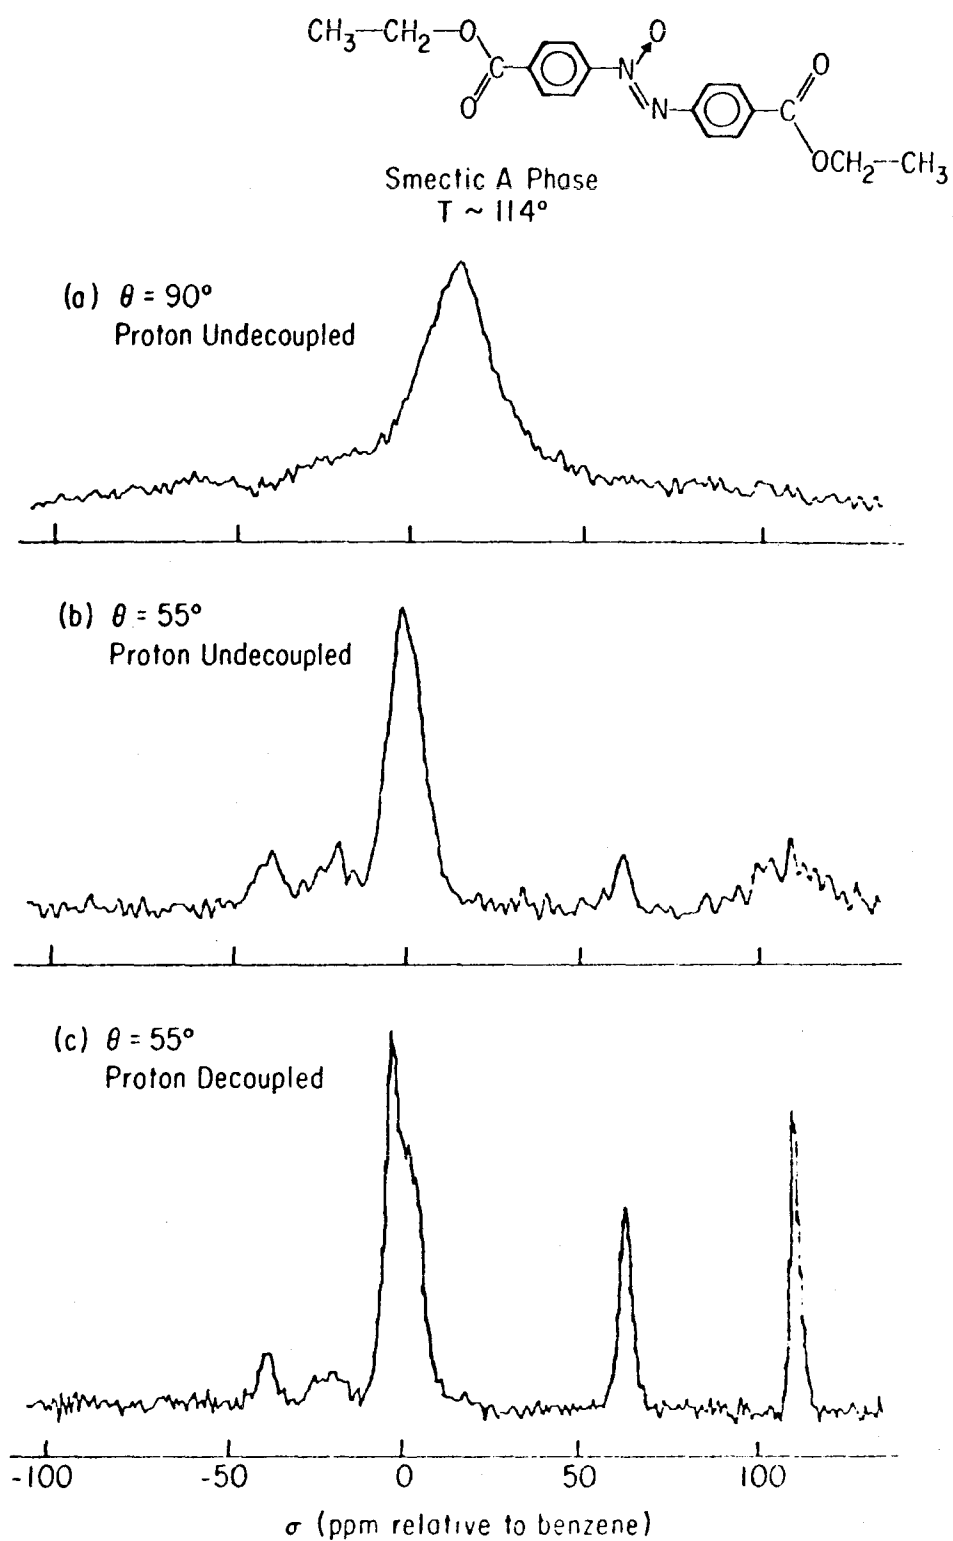 CH3—CH2—O O
C N
O N C O
OCH2—CH3
Smectic A Phase
T ~ 114°
(a) θ = 90°
Proton Undecoupled
(b) θ = 55°
Proton Undecoupled
(c) θ = 55°
Proton Decoupled
-100 -50 0 50 100
σ (ppm relative to benzene)